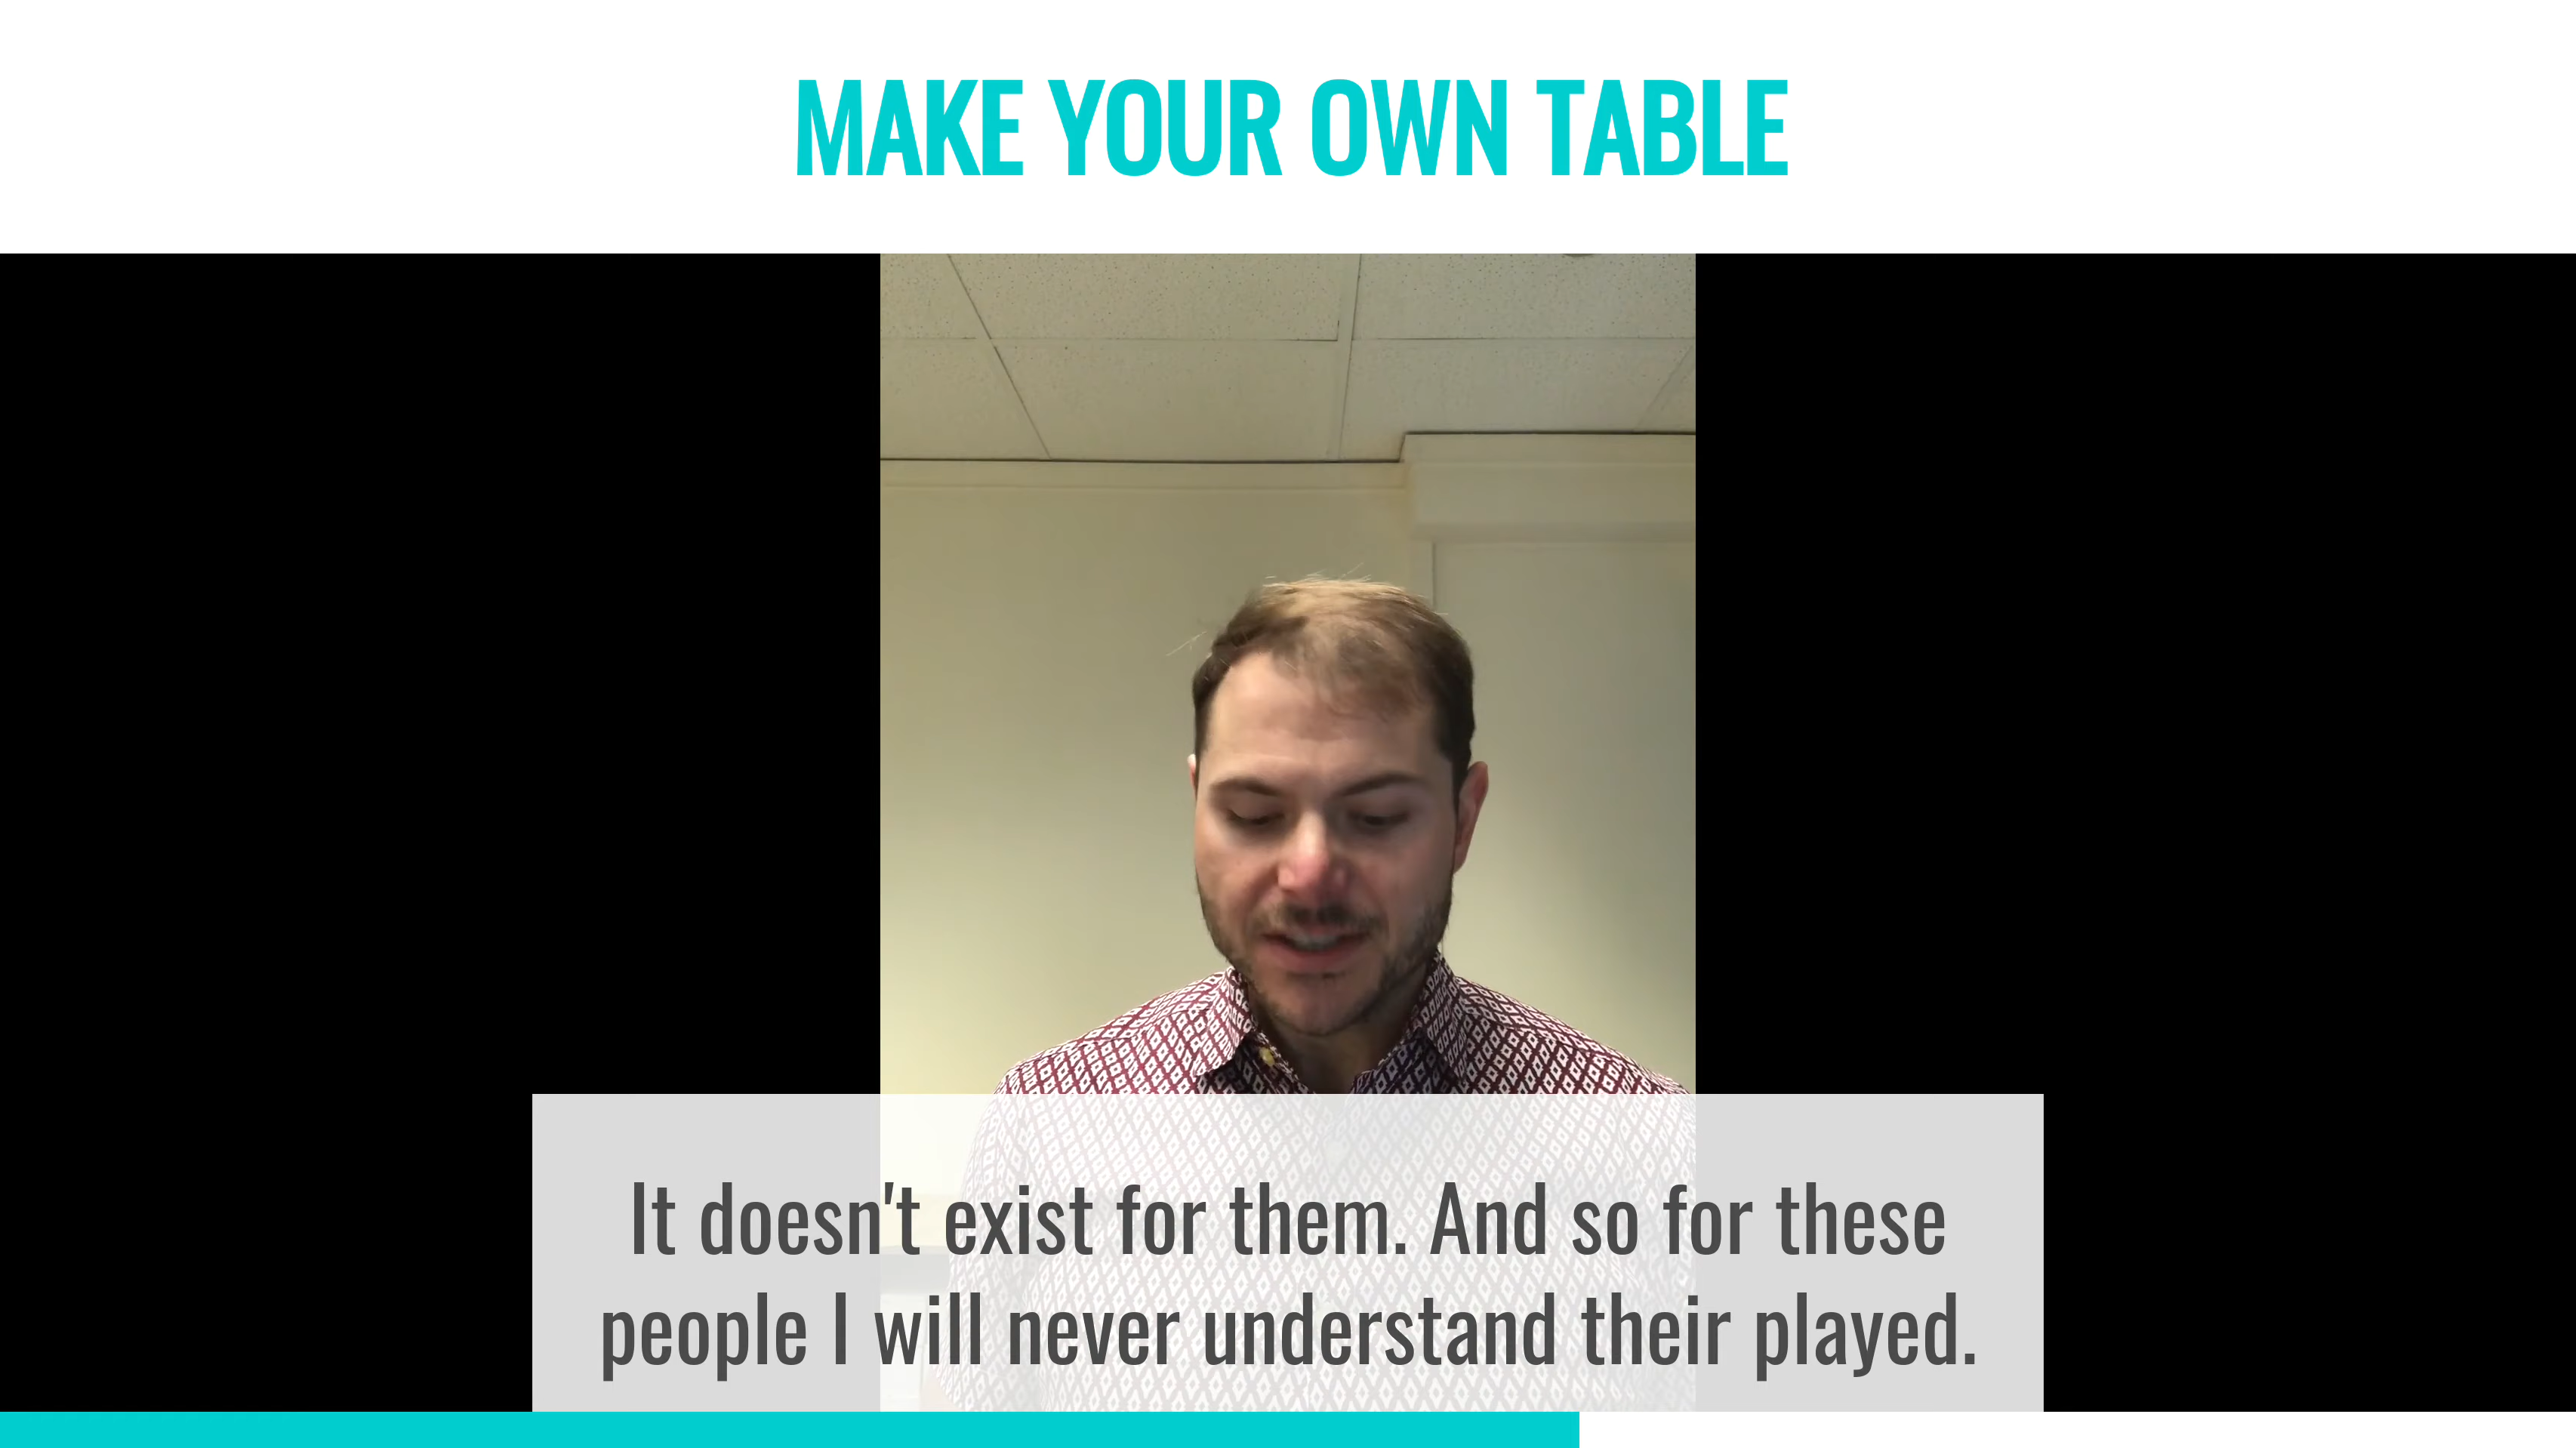 MAKE YOUR OWN TABLE
It doesn't exist for them. And so for these
people I will never understand their played.